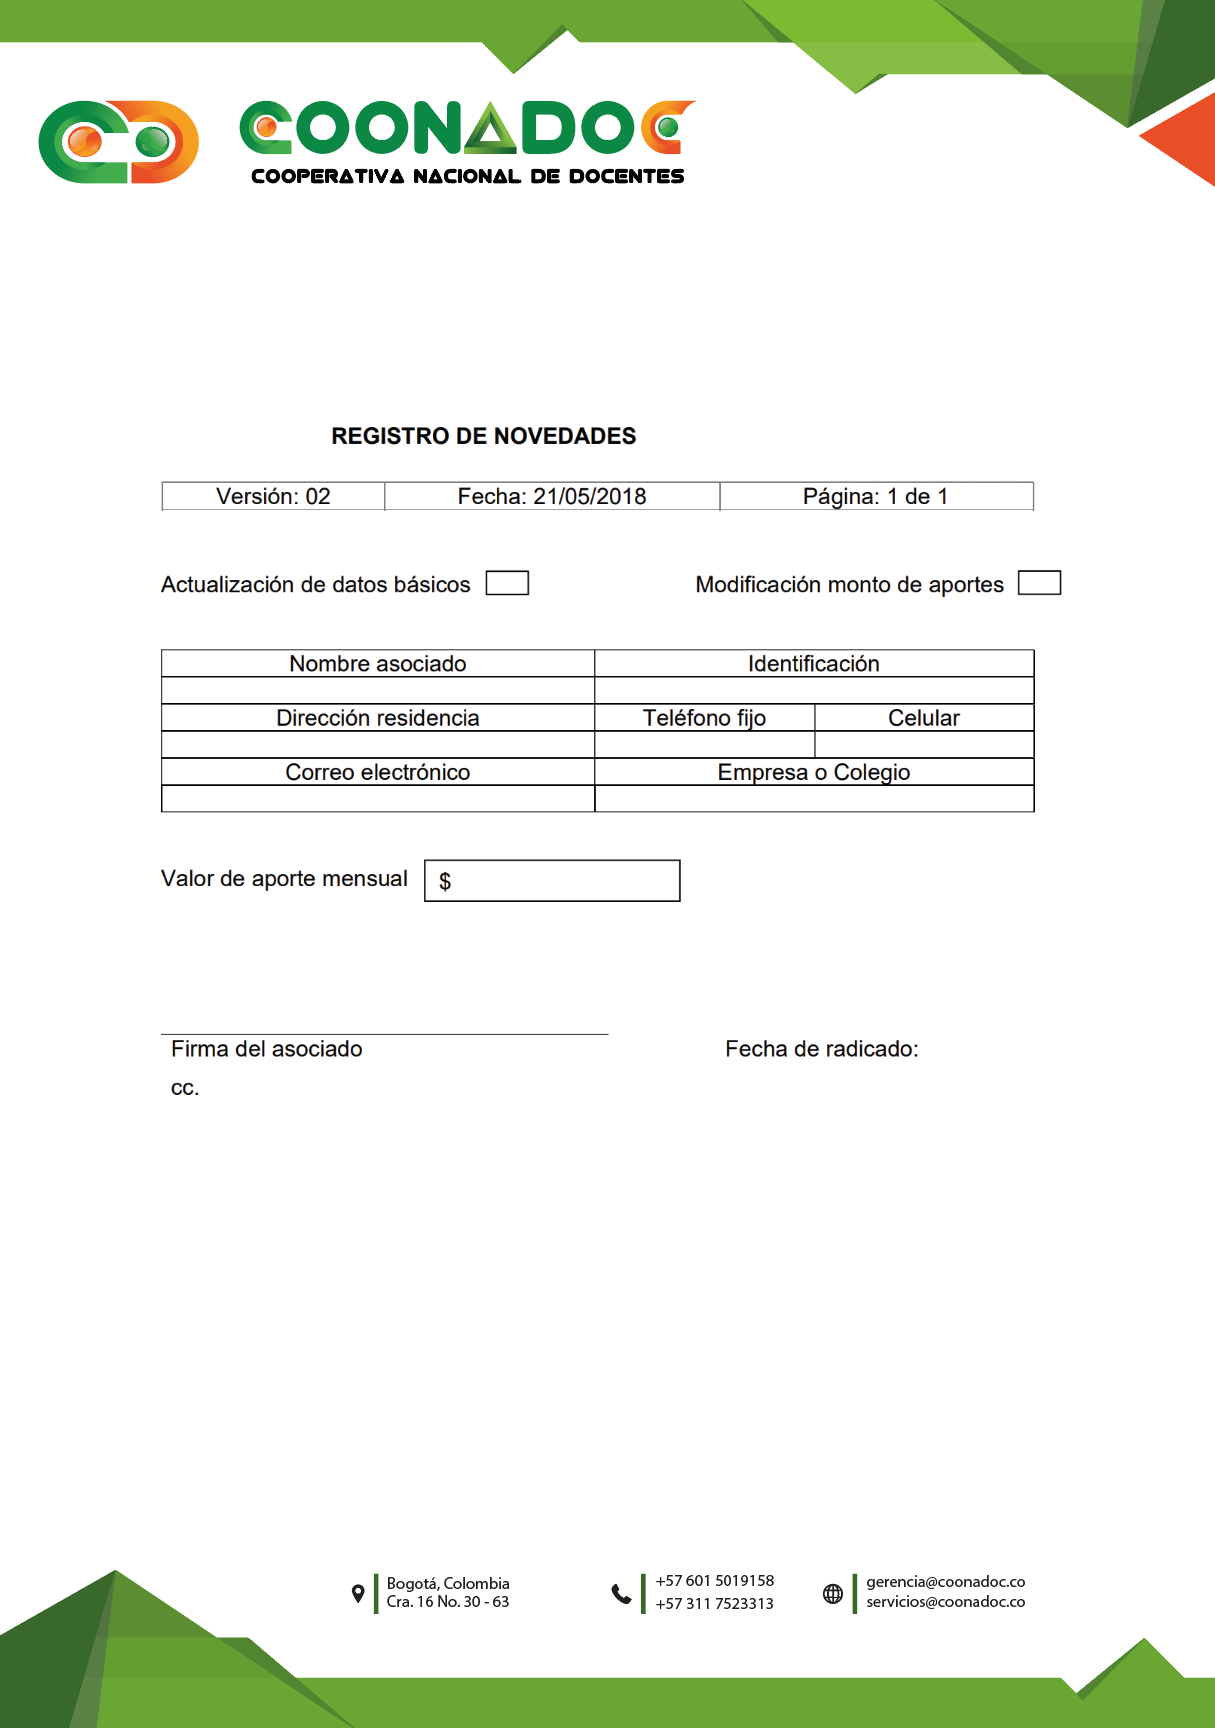 COONADOC
COOPERATIVA NACIONAL DE DOCENTES
REGISTRO DE NOVEDADES
Versión: 02 Fecha: 21/05/2018 Página: 1 de 1
Actualización de datos básicos Modificación monto de aportes
Nombre asociado Identificación
Dirección residencia Teléfono fijo Celular
Correo electrónico Empresa o Colegio
Valor de aporte mensual $
Firma del asociado Fecha de radicado:
cc.
Bogotá, Colombia
Cra. 16 No. 30 - 63
+57 601 5019158
+57 311 7523313
gerencia@coonadoc.co
servicios@coonadoc.co